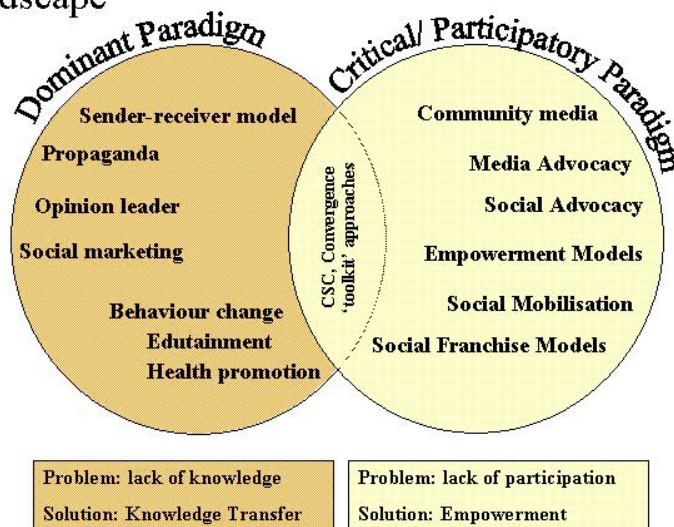 dscape
Dominant Paradigm
Critical/ Participatory Paradigm
Sender-receiver model
Propaganda
Opinion leader
Social marketing
Behaviour change
Edutainment
Health promotion
CSC, Convergence
'toolkit' approaches
Community media
Media Advocacy
Social Advocacy
Empowerment Models
Social Mobilisation
Social Franchise Models
Problem: lack of knowledge
Solution: Knowledge Transfer
Problem: lack of participation
Solution: Empowerment